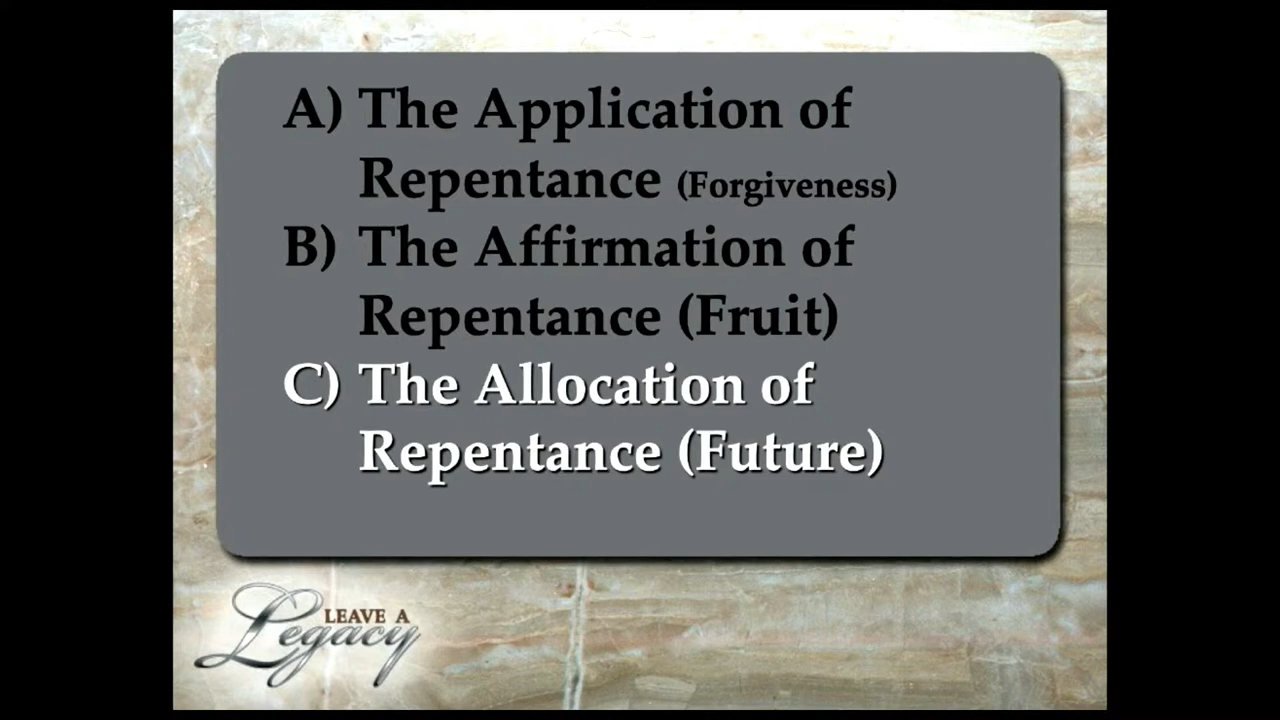 A) The Application of
Repentance (Forgiveness)
B) The Affirmation of
Repentance (Fruit)
C) The Allocation of
Repentance (Future)
LEAVE A
Legacy